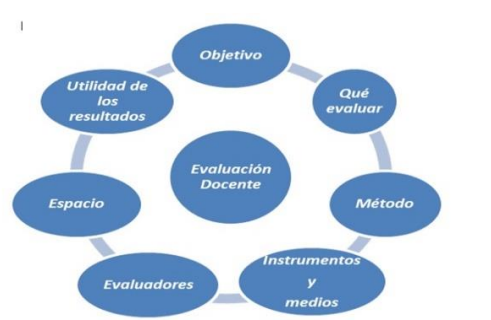 Objetivo
Qué
evaluar
Método
Instrumentos
y
medios
Evaluadores
Espacio
Utilidad de
los
resultados
Evaluación
Docente